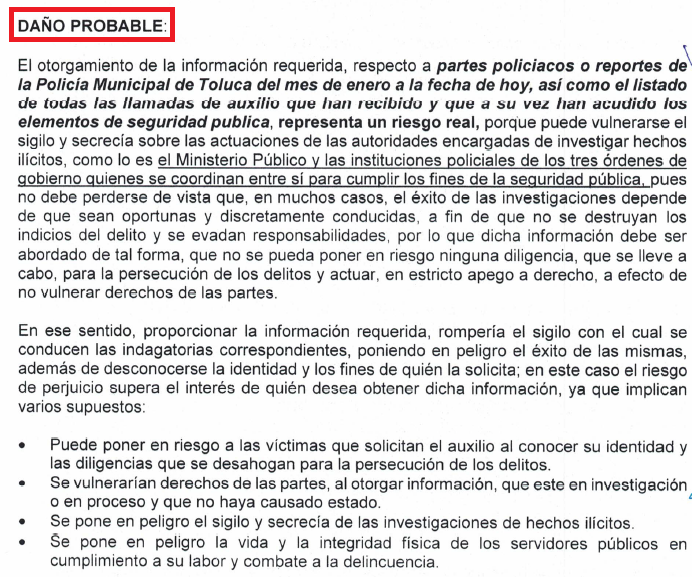 DAÑO PROBABLE:
El otorgamiento de la información requerida, respecto a partes policiacos o reportes de
la Policía Municipal de Toluca del mes de enero a la fecha de hoy, así como el listado
de todas las llamadas de auxilio que han recibido y que a su vez han acudido los
elementos de seguridad publica, representa un riesgo real, porque puede vulnerarse el
sigilo y secrecía sobre las actuaciones de las autoridades encargadas de investigar hechos
ilícitos, como lo es el Ministerio Público y las instituciones policiales de los tres órdenes de
gobierno quienes se coordinan entre sí para cumplir los fines de la seguridad pública, pues
no debe perderse de vista que, en muchos casos, el éxito de las investigaciones depende
de que sean oportunas y discretamente conducidas, a fin de que no se destruyan los
indicios del delito y se evadan responsabilidades, por lo que dicha información debe ser
abordado de tal forma, que no se pueda poner en riesgo ninguna diligencia, que se lleve a
cabo, para la persecución de los delitos y actuar, en estricto apego a derecho, a efecto de
no vulnerar derechos de las partes.
En ese sentido, proporcionar la información requerida, rompería el sigilo con el cual se
conducen las indagatorias correspondientes, poniendo en peligro el éxito de las mismas,
además de desconocerse la identidad y los fines de quién la solicita; en este caso el riesgo
de perjuicio supera el interés de quién desea obtener dicha información, ya que implican
varios supuestos:
• Puede poner en riesgo a las víctimas que solicitan el auxilio al conocer su identidad y
las diligencias que se desahogan para la persecución de los delitos.
• Se vulnerarían derechos de las partes, al otorgar información, que este en investigación
o en proceso y que no haya causado estado.
• Se pone en peligro el sigilo y secrecía de las investigaciones de hechos ilícitos.
• Se pone en peligro la vida y la integridad física de los servidores públicos en
cumplimiento a su labor y combate a la delincuencia.